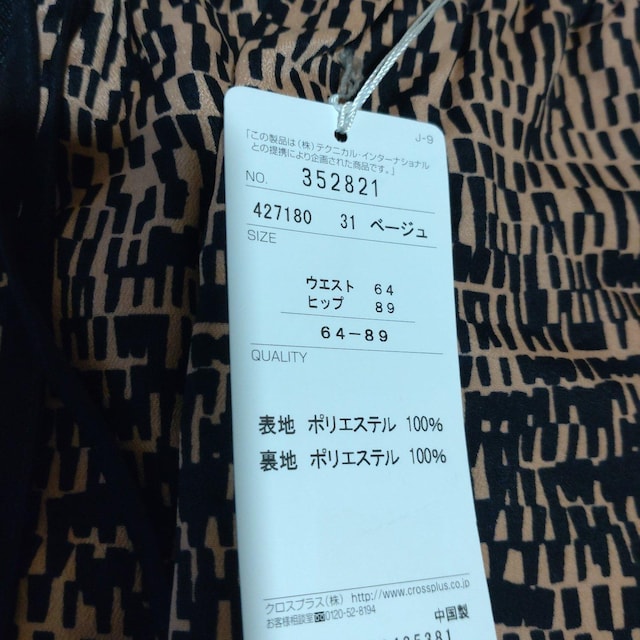 J-9
「この製品は(株)テクニカル・インターナショナル
との提携により企画された商品です。」
NO. 352821
427180 31 ベージュ
SIZE
ウエスト 64
ヒップ 89
64-89
QUALITY
表地 ポリエステル 100%
裏地 ポリエステル 100%
クロスプラス(株) http://www.crossplus.co.jp
お客様相談室 0120-52-8194
中国製